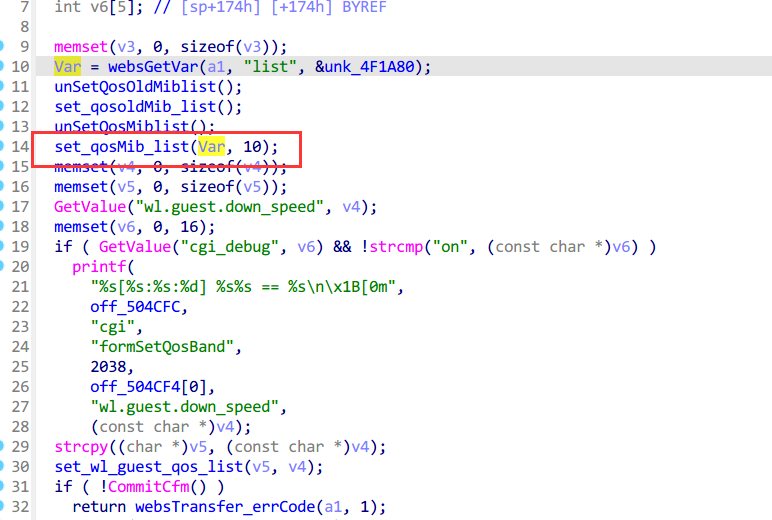 7 int v6[5]; // [sp+174h] [+174h] BYREF
8
9 memset(v3, 0, sizeof(v3));
10 Var = websGetVar(a1, "list", &unk_4F1A80);
11 unSetQosOldMiblist();
12 set_qosoldMib_list();
13 unSetQosMiblist();
14 set_qosMib_list(Var, 10);
15 memset(v4, 0, sizeof(v4));
16 memset(v5, 0, sizeof(v5));
17 GetValue("wl.guest.down_speed", v4);
18 memset(v6, 0, 16);
19 if ( GetValue("cgi_debug", v6) && !strcmp("on", (const char *)v6) )
20 printf(
21 "%s[%s:%s:%d] %s%s == %s\n\x1B[0m",
22 off_504CFC,
23 "cgi",
24 "formSetQosBand",
25 2038,
26 off_504CF4[0],
27 "wl.guest.down_speed",
28 (const char *)v4);
29 strcpy((char *)v5, (const char *)v4);
30 set_wl_guest_qos_list(v5, v4);
31 if ( !CommitCfm() )
32 return websTransfer_errCode(a1, 1);